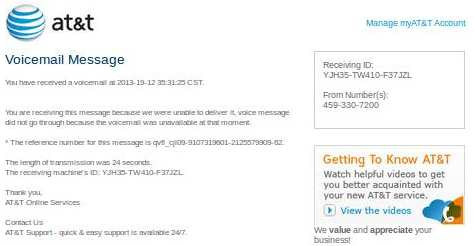 at&t
Manage myAT&T Account
Voicemail Message
You have received a voicemail at 2013-19-12 35:31:25 CST.
You are receiving this message because we were unable to deliver it, voice message
did not go through because the voicemail was unavailable at that moment.
* The reference number for this message is
The length of transmission was 24 seconds.
The receiving machine's ID: YJH35-TW410-F37JZL.
Thank you,
AT&T Online Services
Contact Us
AT&T Support - quick & easy support is available 24/7.
Receiving ID:
YJH35-TW410-F37JZL
From Number(s):
459-330-7200
Getting To Know AT&T
Watch helpful videos to get
you better acquainted with
your new AT&T service.
View the videos
We value and appreciate your
business!